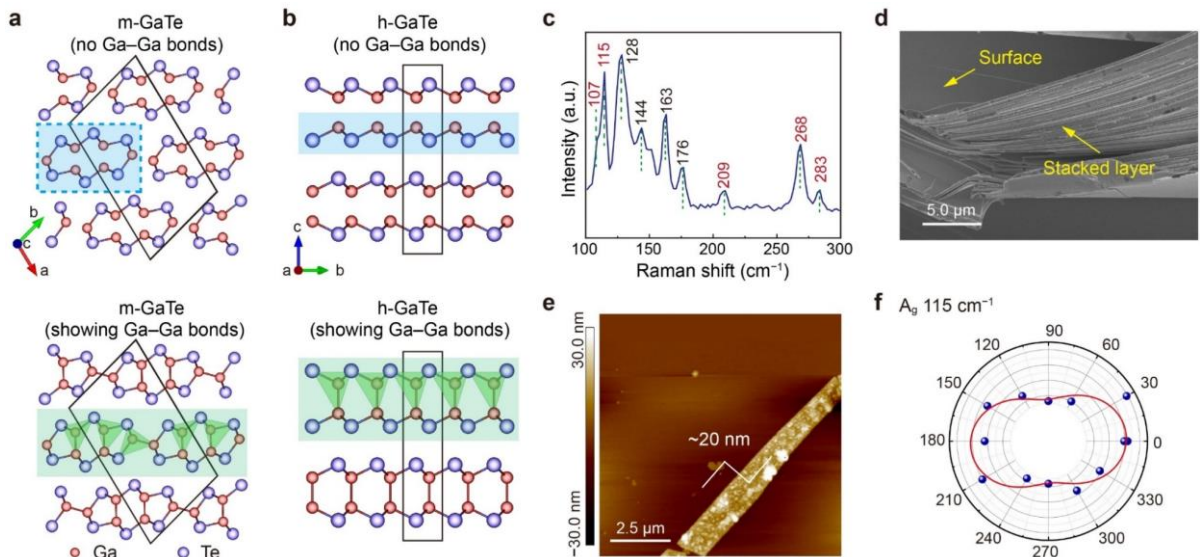 a
m-GaTe
(no Ga–Ga bonds)
b
c
a
m-GaTe
(showing Ga–Ga bonds)
Ga
Te
b
h-GaTe
(no Ga–Ga bonds)
c
a
b
h-GaTe
(showing Ga–Ga bonds)
c
Intensity (a.u.)
107
115
128
144
163
176
209
268
283
100
150
200
250
300
Raman shift (cm⁻¹)
d
Surface
Stacked layer
5.0 µm
e
30.0 nm
−30.0 nm
~20 nm
2.5 µm
f
A_g 115 cm⁻¹
90
120
60
150
30
180
0
210
330
240
300
270